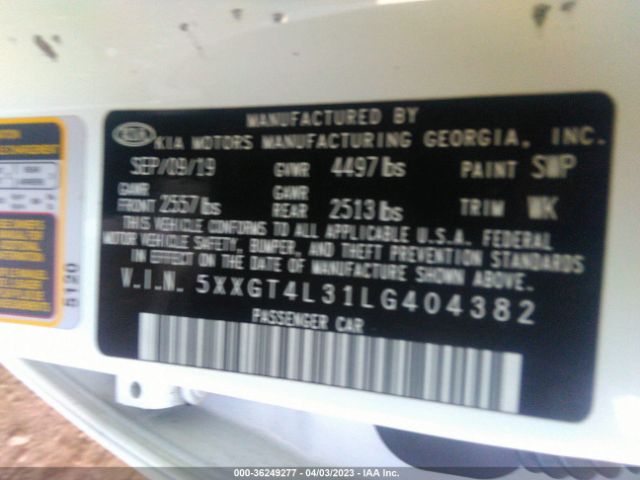 MANUFACTURED BY
KIA KIA MOTORS MANUFACTURING GEORGIA, INC.
SEP/09/19 GVWR 4497 lbs PAINT SWP
GAWR FRONT 2557 lbs GAWR REAR 2513 lbs TRIM WK
THIS VEHICLE CONFORMS TO ALL APPLICABLE U.S.A. FEDERAL
MOTOR VEHICLE SAFETY, BUMPER, AND THEFT PREVENTION STANDARDS
IN EFFECT ON THE DATE OF MANUFACTURE SHOWN ABOVE.
V.I.N. 5XXGT4L31LG404382
PASSENGER CAR
5120
000-36249277 - 04/03/2023 - IAA Inc.